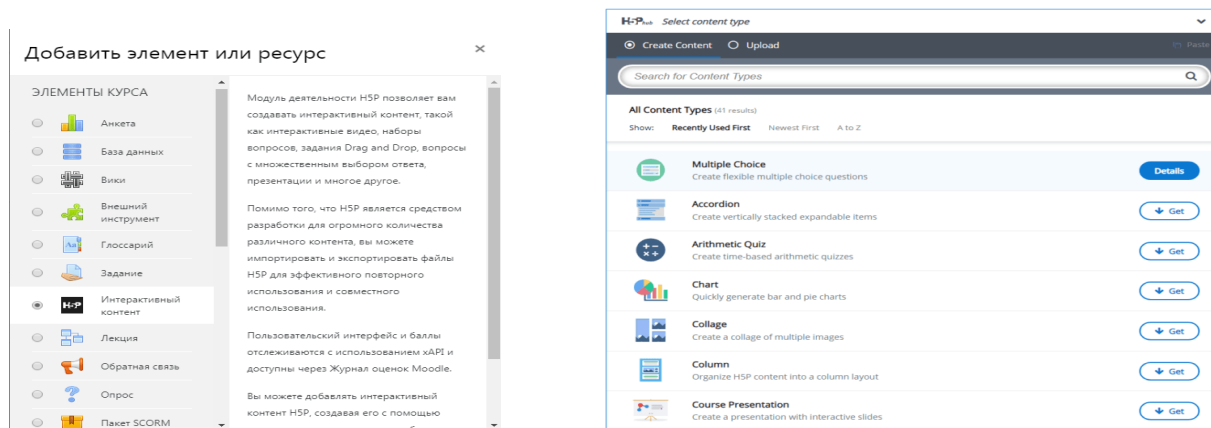 Добавить элемент или ресурс
×
ЭЛЕМЕНТЫ КУРСА
Анкета
База данных
Вики
Внешний
инструмент
Глоссарий
Задание
H5P
Интерактивный
контент
Лекция
Обратная связь
Опрос
Пакет SCORM
Модуль деятельности H5P позволяет вам
создавать интерактивный контент, такой
как интерактивные видео, наборы
вопросов, задания Drag and Drop, вопросы
с множественным выбором ответа,
презентации и многое другое.
Помимо того, что H5P является средством
разработки для огромного количества
различного контента, вы можете
импортировать и экспортировать файлы
H5P для эффективного повторного
использования и совместного
использования.
Пользовательский интерфейс и баллы
отслеживаются с использованием xAPI и
доступны через Журнал оценок Moodle.
Вы можете добавлять интерактивный
контент H5P, создавая его с помощью
H5P hub Select content type
Create Content Upload Paste
Search for Content Types
All Content Types (41 results)
Show: Recently Used First Newest First A to Z
Multiple Choice
Create flexible multiple choice questions
Details
Accordion
Create vertically stacked expandable items
Get
Arithmetic Quiz
Create time-based arithmetic quizzes
Get
Chart
Quickly generate bar and pie charts
Get
Collage
Create a collage of multiple images
Get
Column
Organize H5P content into a column layout
Get
Course Presentation
Create a presentation with interactive slides
Get